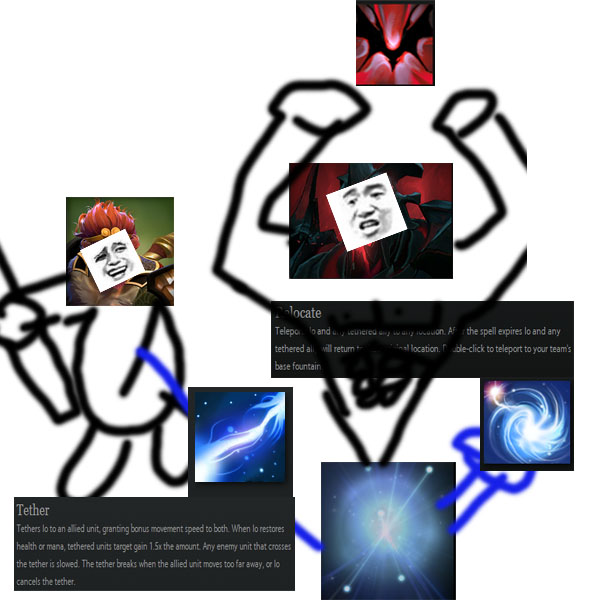 Relocate
Teleports Io and any tethered ally to any location. After the spell expires Io and any
tethered ally will return to original location. Double-click to teleport to your team's
base fountain
Tether
Tethers Io to an allied unit, granting bonus movement speed to both. When Io restores
health or mana, tethered units target gain 1.5x the amount. Any enemy unit that crosses
the tether is slowed. The tether breaks when the allied unit moves too far away, or Io
cancels the tether.